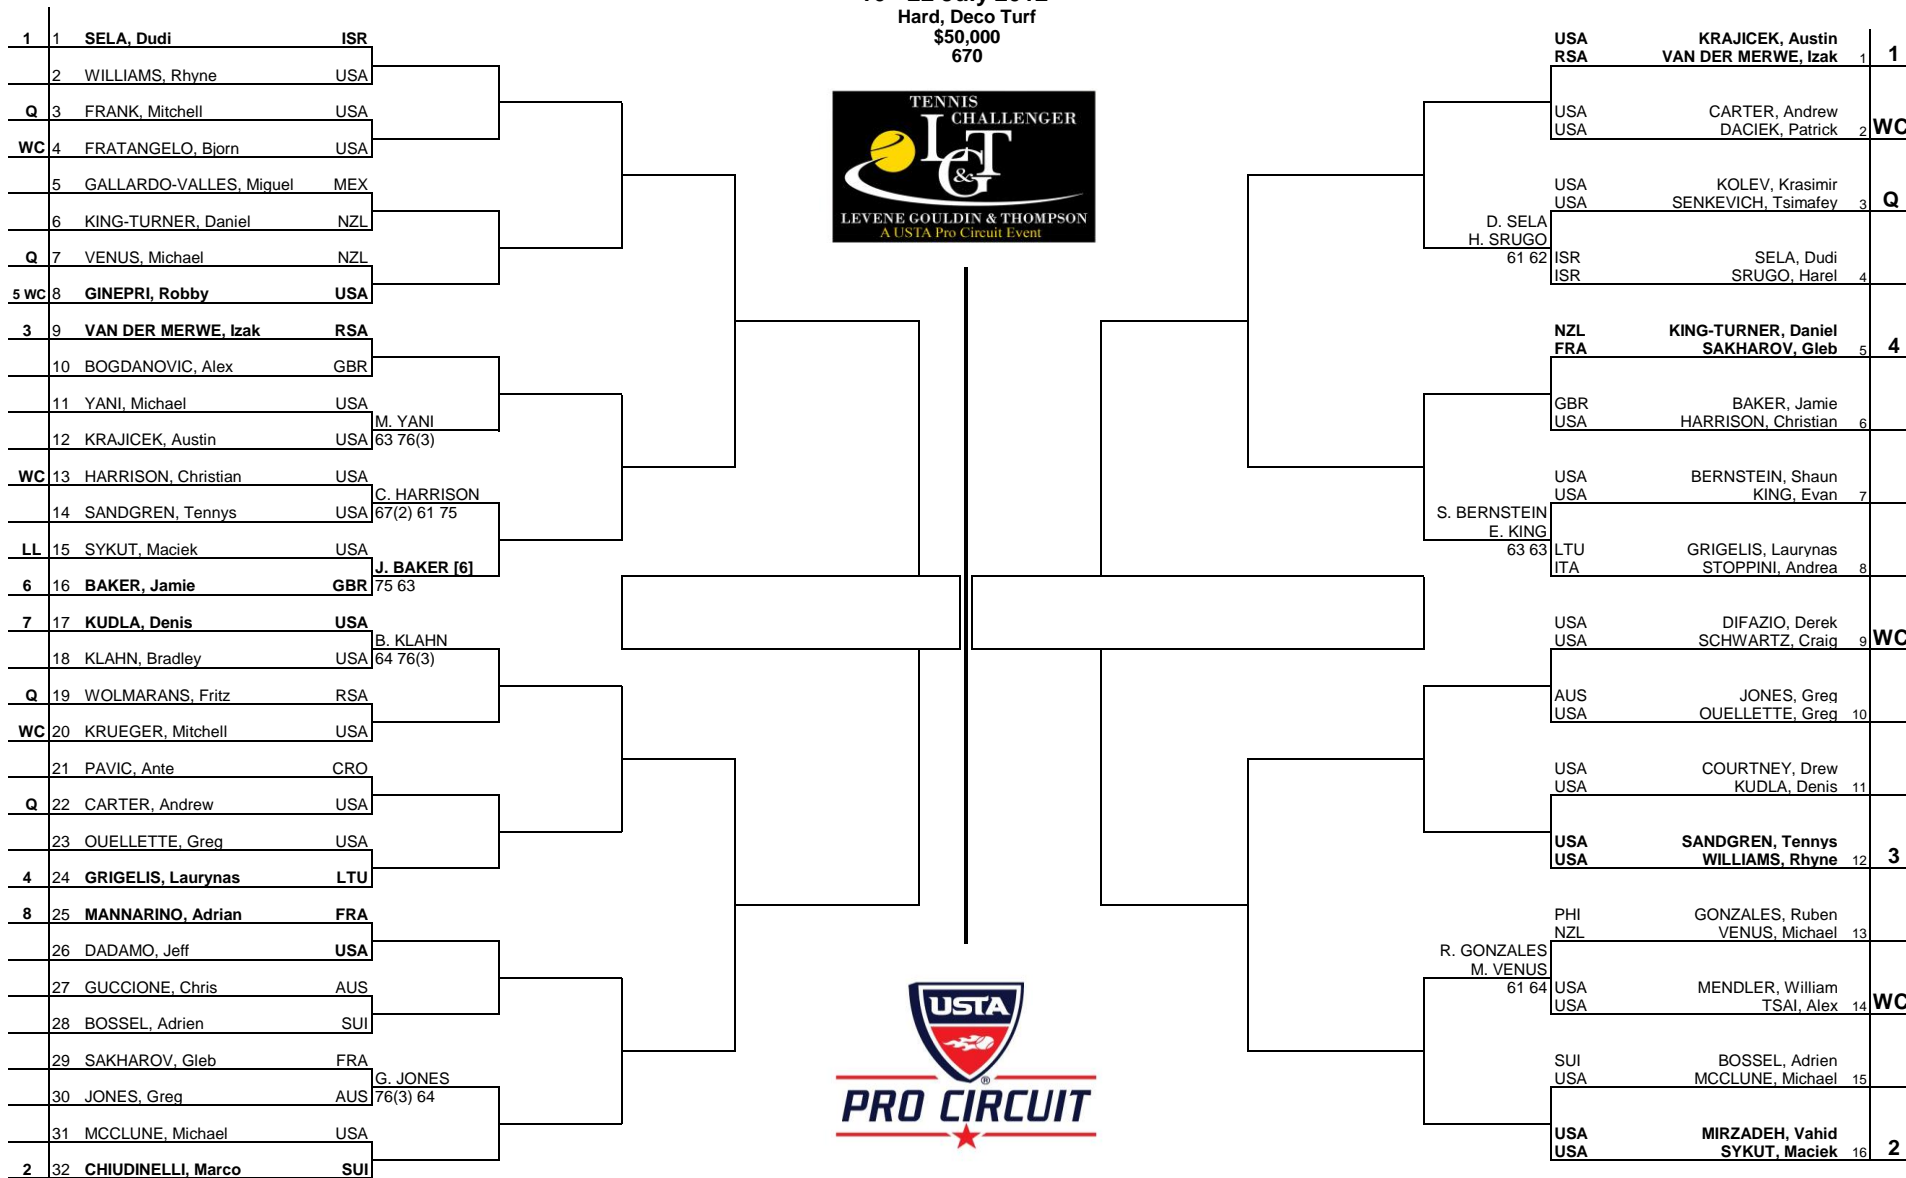 Hard, Deco Turf
$50,000
670
1 1 SELA, Dudi ISR
2 WILLIAMS, Rhyne USA
Q 3 FRANK, Mitchell USA
WC 4 FRATANGELO, Bjorn USA
5 GALLARDO-VALLES, Miguel MEX
6 KING-TURNER, Daniel NZL
Q 7 VENUS, Michael NZL
5 WC 8 GINEPRI, Robby USA
3 9 VAN DER MERWE, Izak RSA
10 BOGDANOVIC, Alex GBR
11 YANI, Michael USA
M. YANI
12 KRAJICEK, Austin USA 63 76(3)
WC 13 HARRISON, Christian USA
C. HARRISON
14 SANDGREN, Tennys USA 67(2) 61 75
LL 15 SYKUT, Maciek USA
J. BAKER [6]
6 16 BAKER, Jamie GBR 75 63
7 17 KUDLA, Denis USA
B. KLAHN
18 KLAHN, Bradley USA 64 76(3)
Q 19 WOLMARANS, Fritz RSA
WC 20 KRUEGER, Mitchell USA
21 PAVIC, Ante CRO
Q 22 CARTER, Andrew USA
23 OUELLETTE, Greg USA
4 24 GRIGELIS, Laurynas LTU
8 25 MANNARINO, Adrian FRA
26 DADAMO, Jeff USA
27 GUCCIONE, Chris AUS
28 BOSSEL, Adrien SUI
29 SAKHAROV, Gleb FRA
G. JONES
30 JONES, Greg AUS 76(3) 64
31 MCCLUNE, Michael USA
2 32 CHIUDINELLI, Marco SUI
TENNIS
CHALLENGER
LG&T
LEVENE GOULDIN & THOMPSON
A USTA Pro Circuit Event
USTA
®
PRO CIRCUIT
USA KRAJICEK, Austin
RSA VAN DER MERWE, Izak 1 1
USA CARTER, Andrew
USA DACIEK, Patrick 2 WC
USA KOLEV, Krasimir
USA SENKEVICH, Tsimafey 3 Q
D. SELA
H. SRUGO
61 62 ISR SELA, Dudi
ISR SRUGO, Harel 4
NZL KING-TURNER, Daniel
FRA SAKHAROV, Gleb 5 4
GBR BAKER, Jamie
USA HARRISON, Christian 6
USA BERNSTEIN, Shaun
USA KING, Evan 7
S. BERNSTEIN
E. KING
63 63 LTU GRIGELIS, Laurynas
ITA STOPPINI, Andrea 8
USA DIFAZIO, Derek
USA SCHWARTZ, Craig 9 WC
AUS JONES, Greg
USA OUELLETTE, Greg 10
USA COURTNEY, Drew
USA KUDLA, Denis 11
USA SANDGREN, Tennys
USA WILLIAMS, Rhyne 12 3
PHI GONZALES, Ruben
NZL VENUS, Michael 13
R. GONZALES
M. VENUS
61 64 USA MENDLER, William
USA TSAI, Alex 14 WC
SUI BOSSEL, Adrien
USA MCCLUNE, Michael 15
USA MIRZADEH, Vahid
USA SYKUT, Maciek 16 2